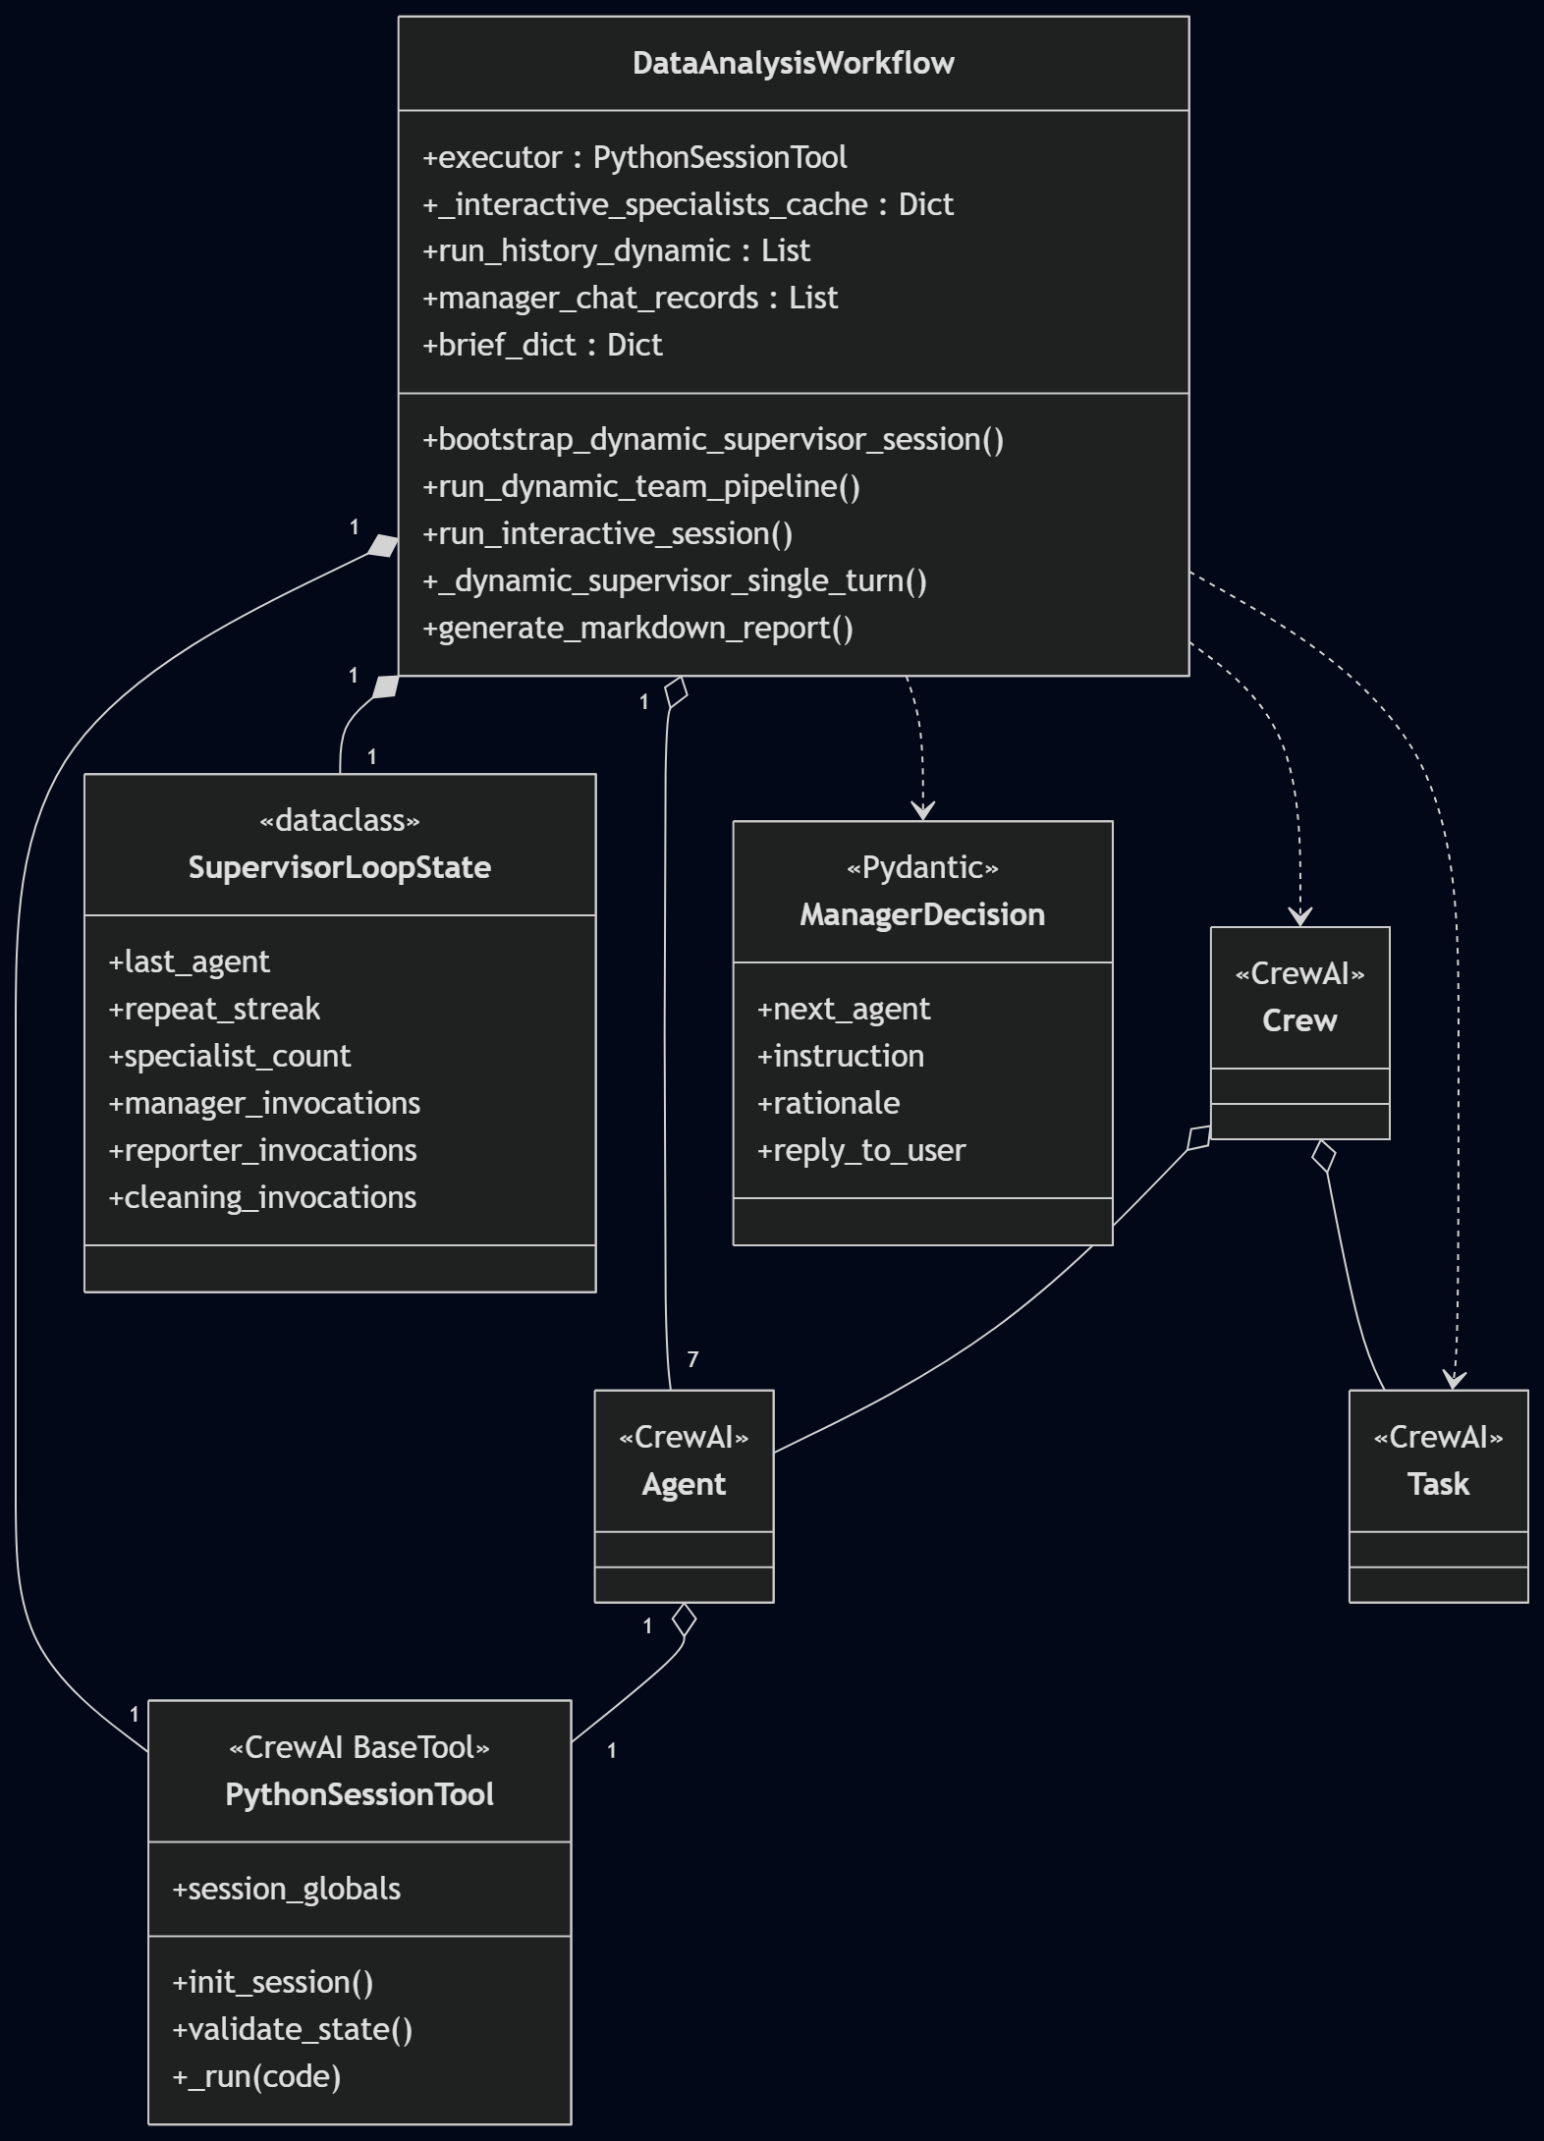 DataAnalysisWorkflow
+executor : PythonSessionTool
+_interactive_specialists_cache : Dict
+run_history_dynamic : List
+manager_chat_records : List
+brief_dict : Dict
+bootstrap_dynamic_supervisor_session()
+run_dynamic_team_pipeline()
+run_interactive_session()
+_dynamic_supervisor_single_turn()
+generate_markdown_report()
1
1
1
1
«dataclass»
SupervisorLoopState
+last_agent
+repeat_streak
+specialist_count
+manager_invocations
+reporter_invocations
+cleaning_invocations
«Pydantic»
ManagerDecision
+next_agent
+instruction
+rationale
+reply_to_user
«CrewAI»
Crew
7
«CrewAI»
Agent
«CrewAI»
Task
1
1
1
«CrewAI BaseTool»
PythonSessionTool
+session_globals
+init_session()
+validate_state()
+_run(code)